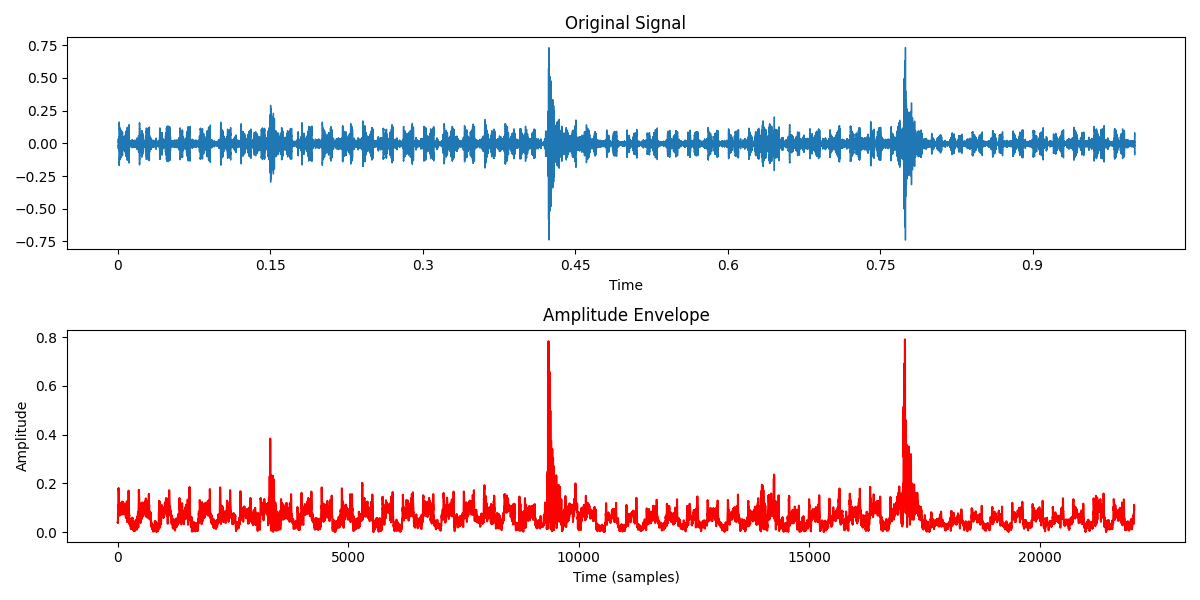 Original Signal
0.75
0.50
0.25
0.00
−0.25
−0.50
−0.75
0 0.15 0.3 0.45 0.6 0.75 0.9
Time
Amplitude Envelope
0.8
0.6
0.4
0.2
0.0
Amplitude
0 5000 10000 15000 20000
Time (samples)